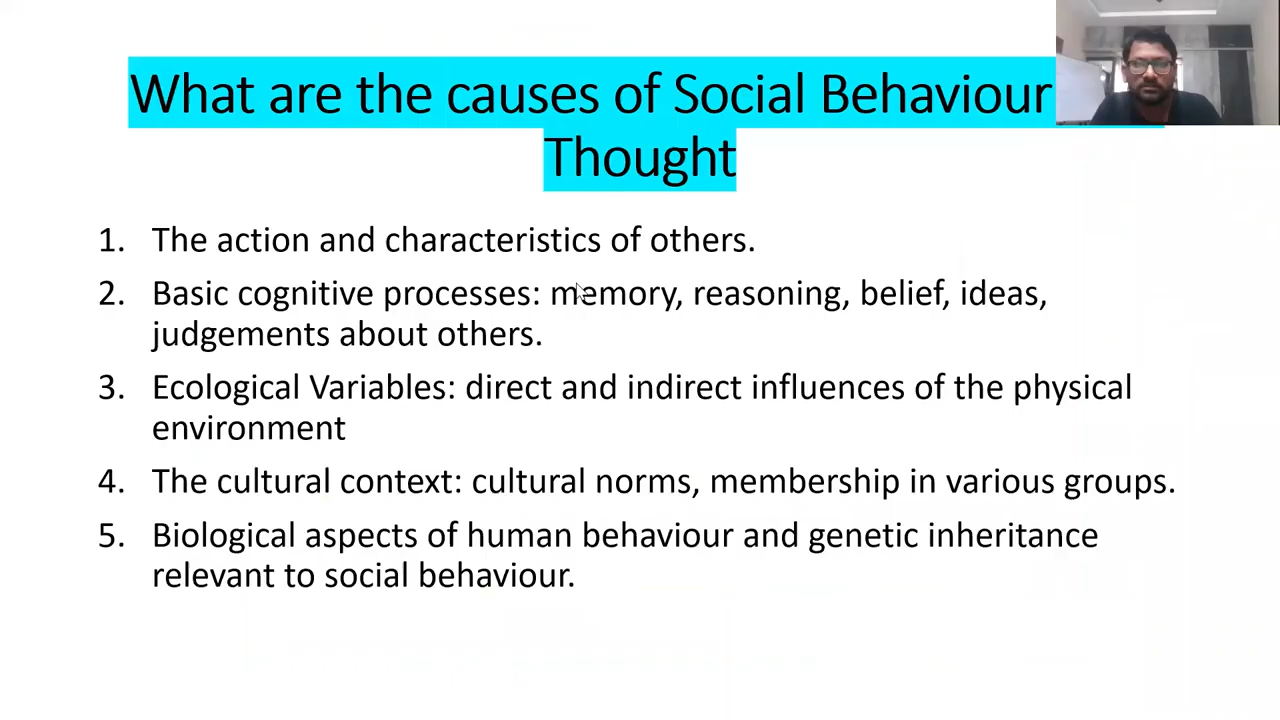 What are the causes of Social Behaviour
Thought
1. The action and characteristics of others.
2. Basic cognitive processes: memory, reasoning, belief, ideas,
judgements about others.
3. Ecological Variables: direct and indirect influences of the physical
environment
4. The cultural context: cultural norms, membership in various groups.
5. Biological aspects of human behaviour and genetic inheritance
relevant to social behaviour.